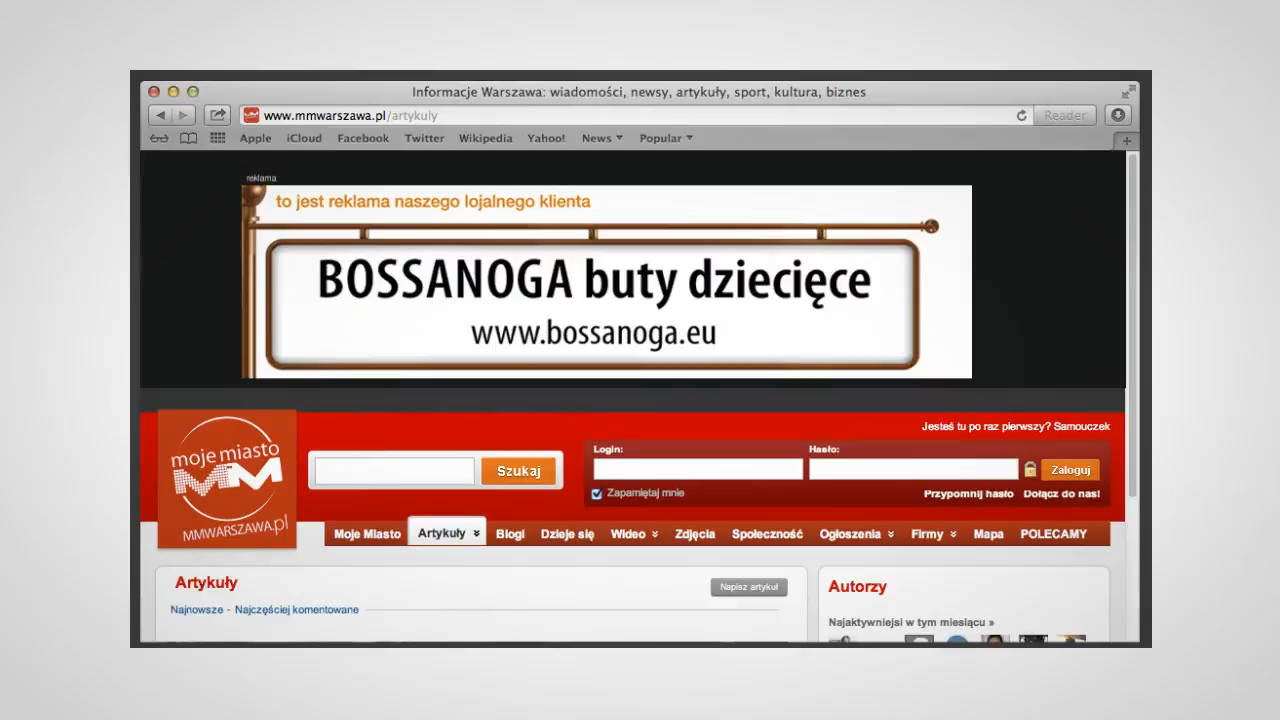 Informacje Warszawa: wiadomości, newsy, artykuły, sport, kultura, biznes
www.mmwarszawa.pl/artykuly
Reader
Apple iCloud Facebook Twitter Wikipedia Yahoo! News Popular
reklama
to jest reklama naszego lojalnego klienta
BOSSANOGA buty dziecięce
www.bossanoga.eu
Jesteś tu po raz pierwszy? Samouczek
moje miasto
MM
MMWARSZAWA.pl
Szukaj
Login: Hasło:
Zaloguj
Zapamiętaj mnie
Przypomnij hasło Dołącz do nas!
Moje Miasto Artykuły Blogi Dzieje się Wideo Zdjęcia Społeczność Ogłoszenia Firmy Mapa POLECAMY
Artykuły
Napisz artykuł
Najnowsze - Najczęściej komentowane
Autorzy
Najaktywniejsi w tym miesiącu »